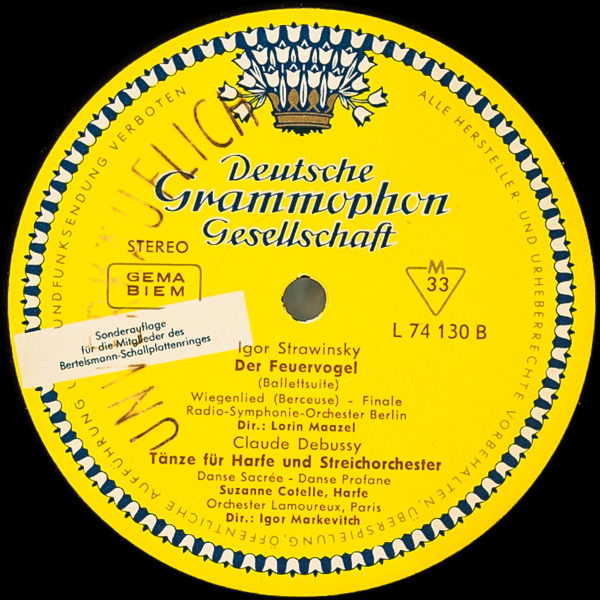 Deutsche
Grammophon
Gesellschaft
STEREO
GEMA
BIEM
M
33
L 74 130 B
Sonderauflage
für die Mitglieder des
Bertelsmann-Schallplattenringes
Igor Strawinsky
Der Feuervogel
(Ballettsuite)
Wiegenlied (Berceuse) - Finale
Radio-Symphonie-Orchester Berlin
Dir.: Lorin Maazel
Claude Debussy
Tänze für Harfe und Streichorchester
Danse Sacrée - Danse Profane
Suzanne Cotelle, Harfe
Orchester Lamoureux, Paris
Dir.: Igor Markevitch
ALLE HERSTELLER- UND URHEBERRECHTE VORBEHALTEN, ÜBERSPIELUNG, ÖFFENTLICHE AUFFÜHRUNG RUNDFUNKSENDUNG VERBOTEN